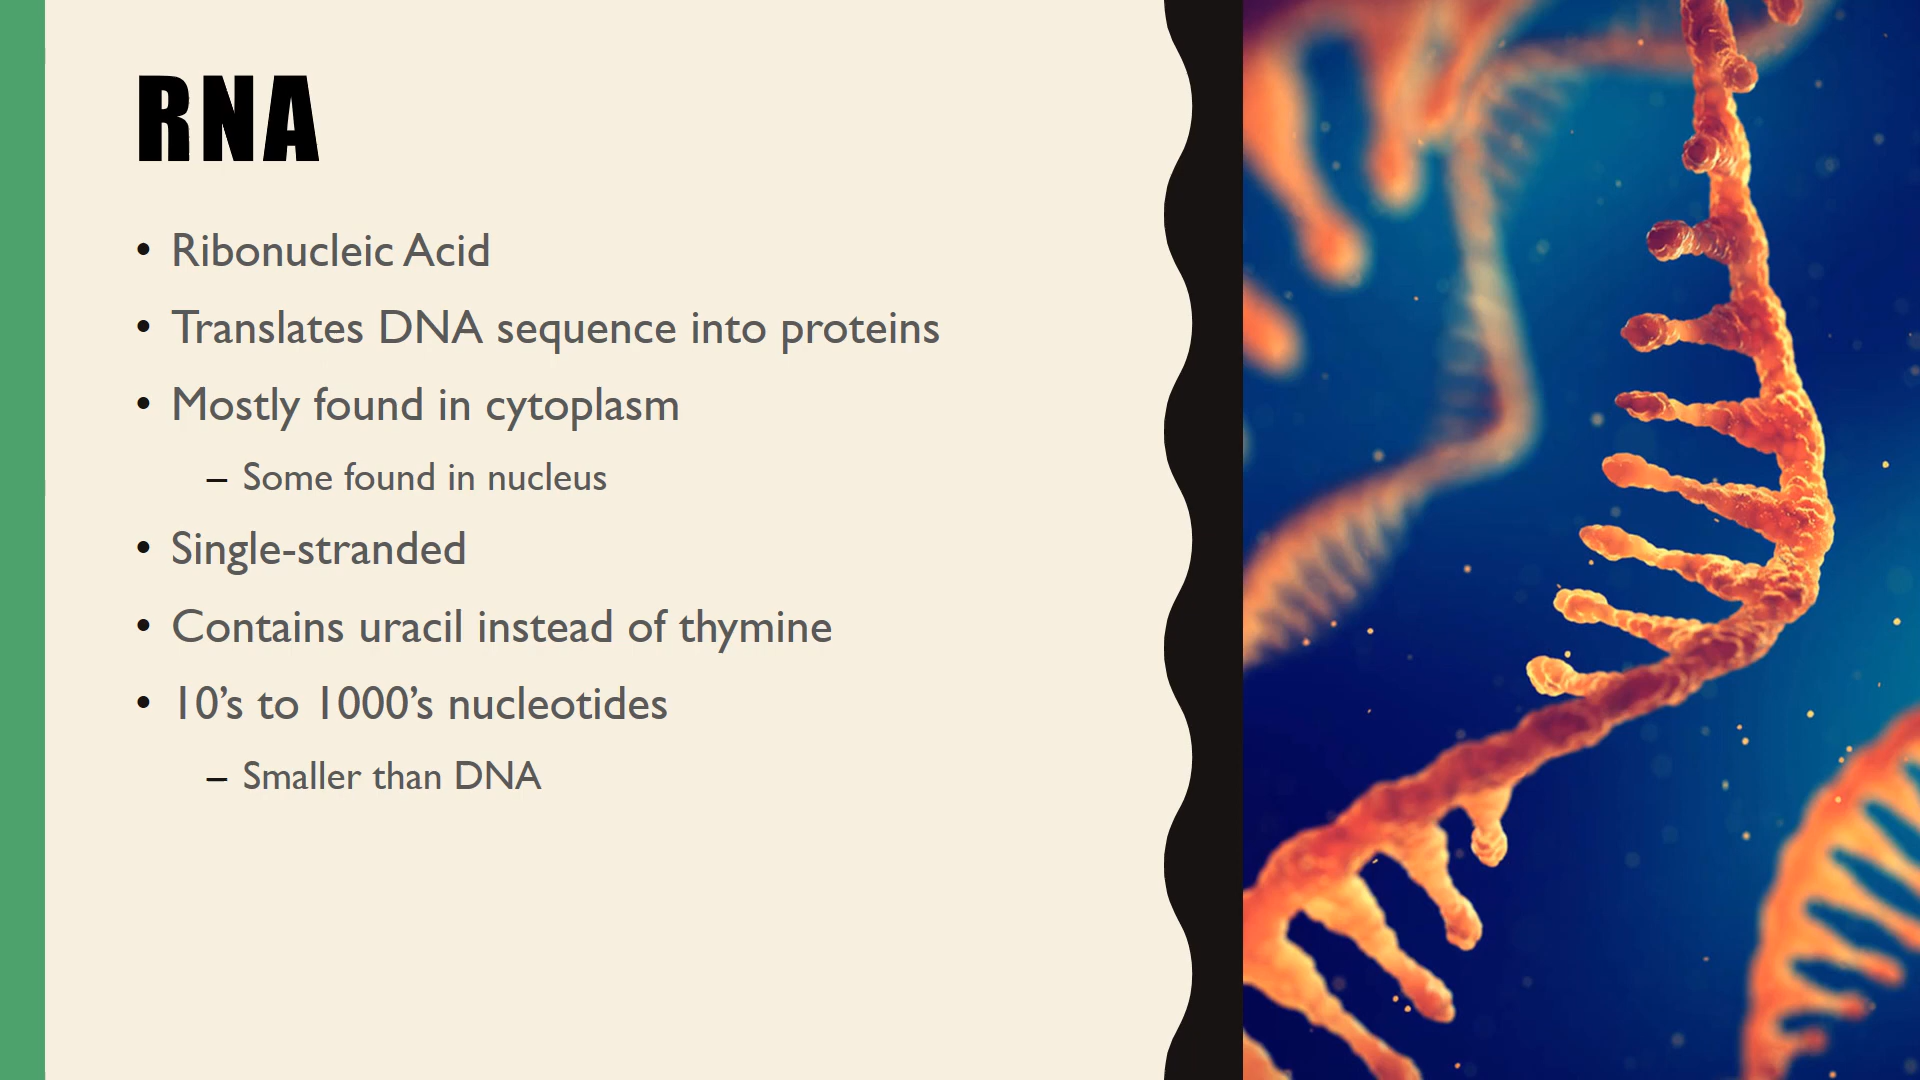 RNA
• Ribonucleic Acid
• Translates DNA sequence into proteins
• Mostly found in cytoplasm
– Some found in nucleus
• Single-stranded
• Contains uracil instead of thymine
• 10’s to 1000’s nucleotides
– Smaller than DNA